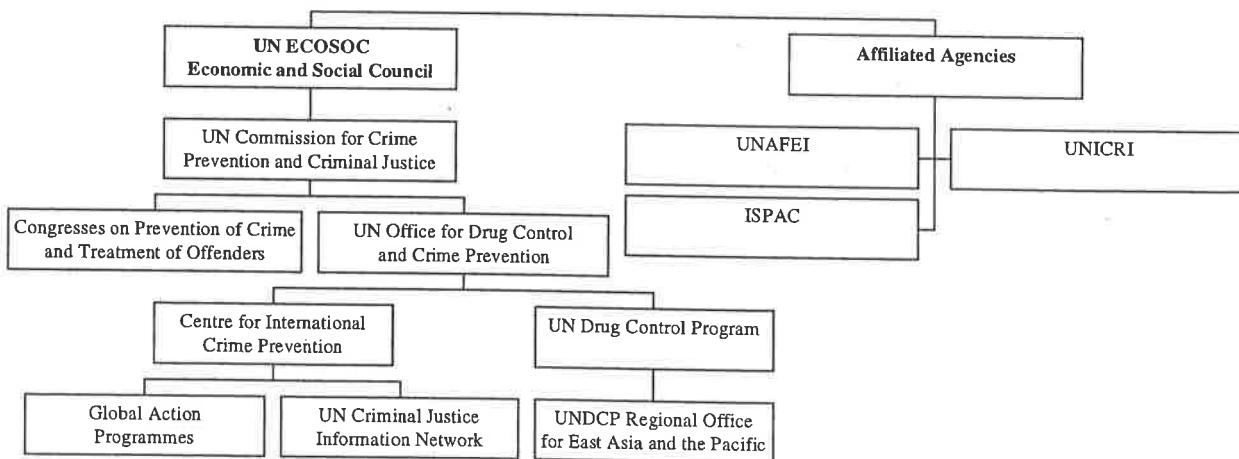 UN ECOSOC
Economic and Social Council
Affiliated Agencies
UN Commission for Crime
Prevention and Criminal Justice
UNAFEI
UNICRI
Congresses on Prevention of Crime
and Treatment of Offenders
UN Office for Drug Control
and Crime Prevention
ISPAC
Centre for International
Crime Prevention
UN Drug Control Program
Global Action
Programmes
UN Criminal Justice
Information Network
UNDCP Regional Office
for East Asia and the Pacific